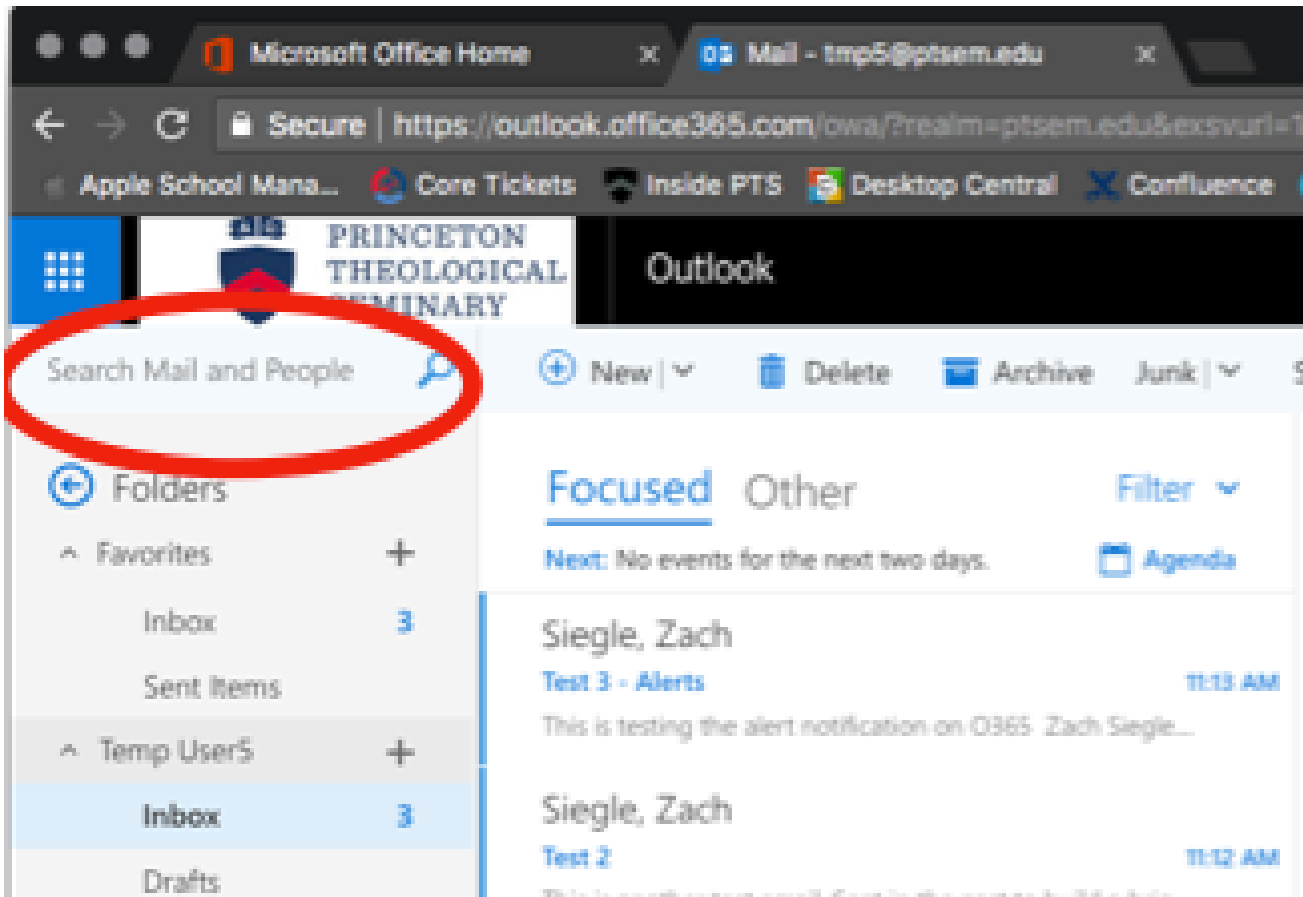 Microsoft Office Home × Mail - tmp5@ptsem.edu ×
Secure | https://outlook.office365.com/owa/?realm=ptsem.edu&exsvurl=1
Apple School Mana... Core Tickets Inside PTS Desktop Central Confluence
PRINCETON
THEOLOGICAL
SEMINARY
Outlook
Search Mail and People
New | Delete Archive Junk |
Folders
Focused Other Filter
Favorites +
Next: No events for the next two days. Agenda
Inbox 3
Siegle, Zach
Sent Items
Test 3 - Alerts 11:13 AM
This is testing the alert notification on O365 Zach Siegle...
Temp User5 +
Inbox 3
Siegle, Zach
Test 2 11:12 AM
Drafts